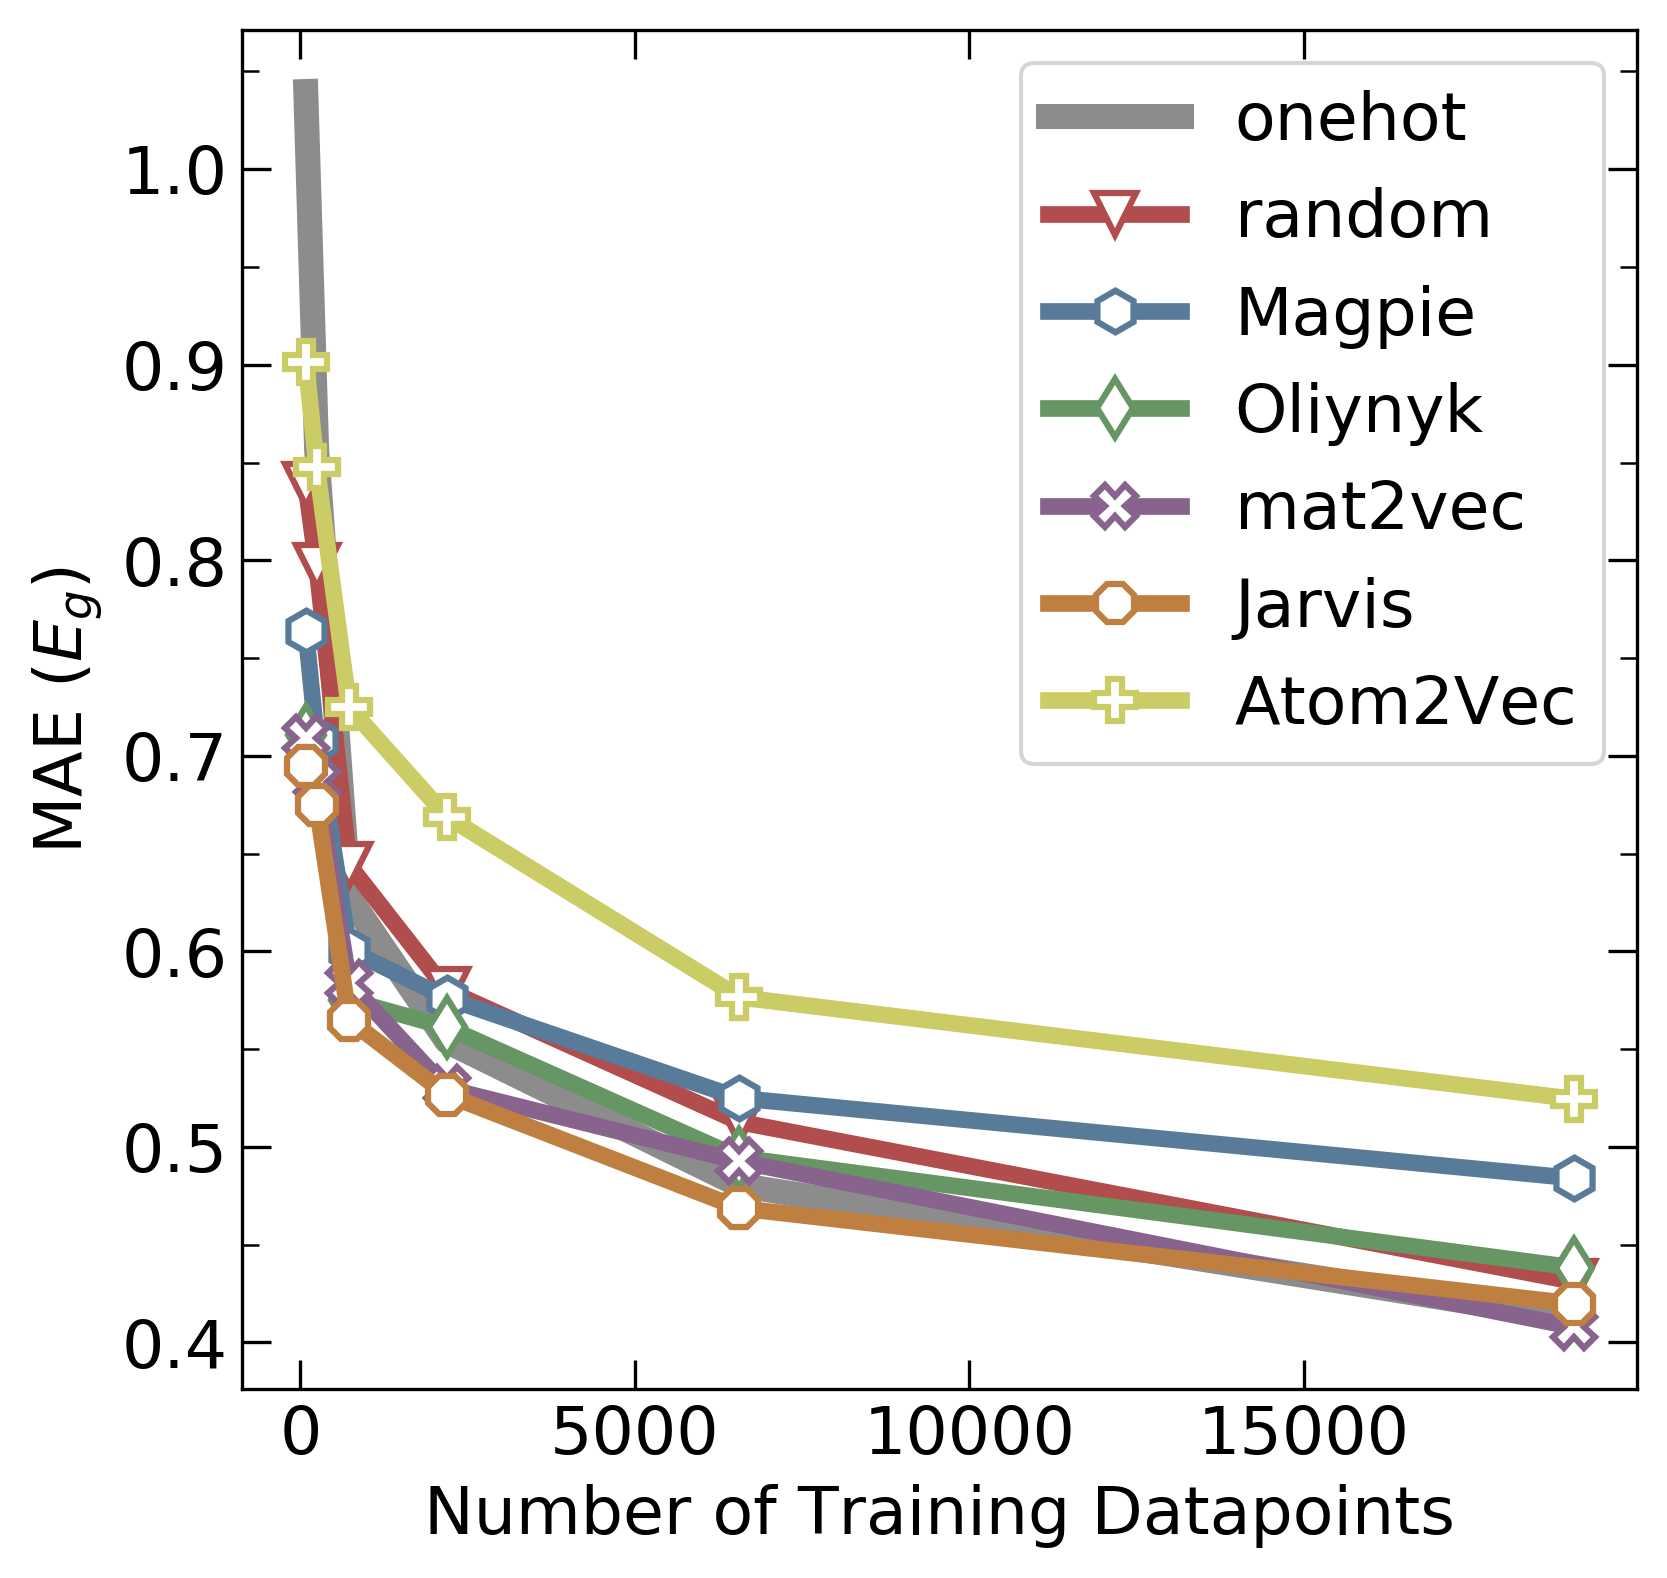 MAE (E_g)
1.0
0.9
0.8
0.7
0.6
0.5
0.4
onehot
random
Magpie
Oliynyk
mat2vec
Jarvis
Atom2Vec
0 5000 10000 15000
Number of Training Datapoints